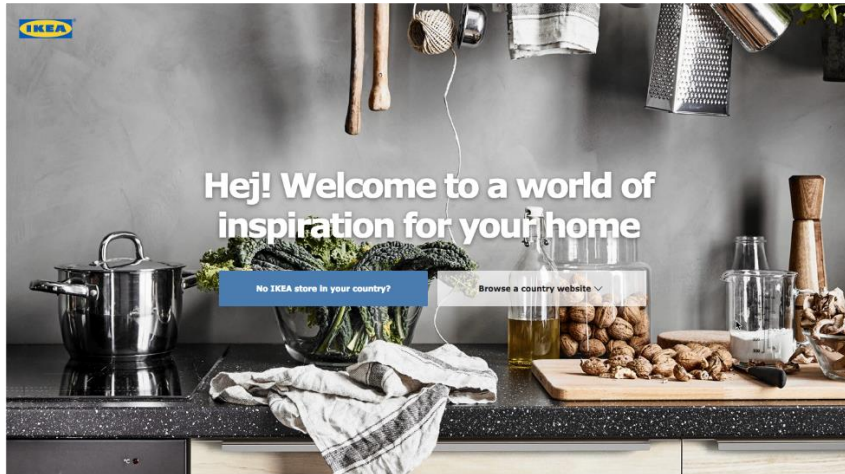 IKEA
Hej! Welcome to a world of
inspiration for your home
No IKEA store in your country?
Browse a country website